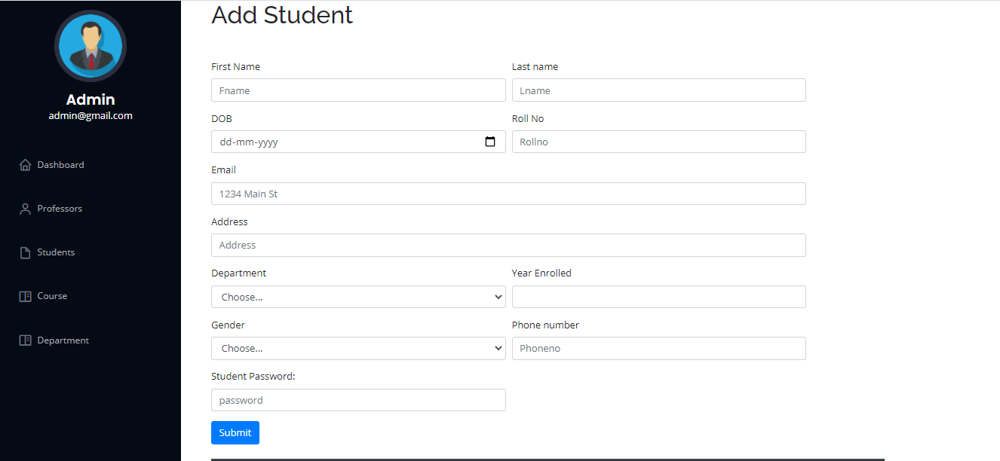 Add Student
Admin
admin@gmail.com
Dashboard
Professors
Students
Course
Department
First Name Last name
Fname Lname
DOB Roll No
dd-mm-yyyy Rollno
Email
1234 Main St
Address
Address
Department Year Enrolled
Choose...
Gender Phone number
Choose... Phoneno
Student Password:
password
Submit